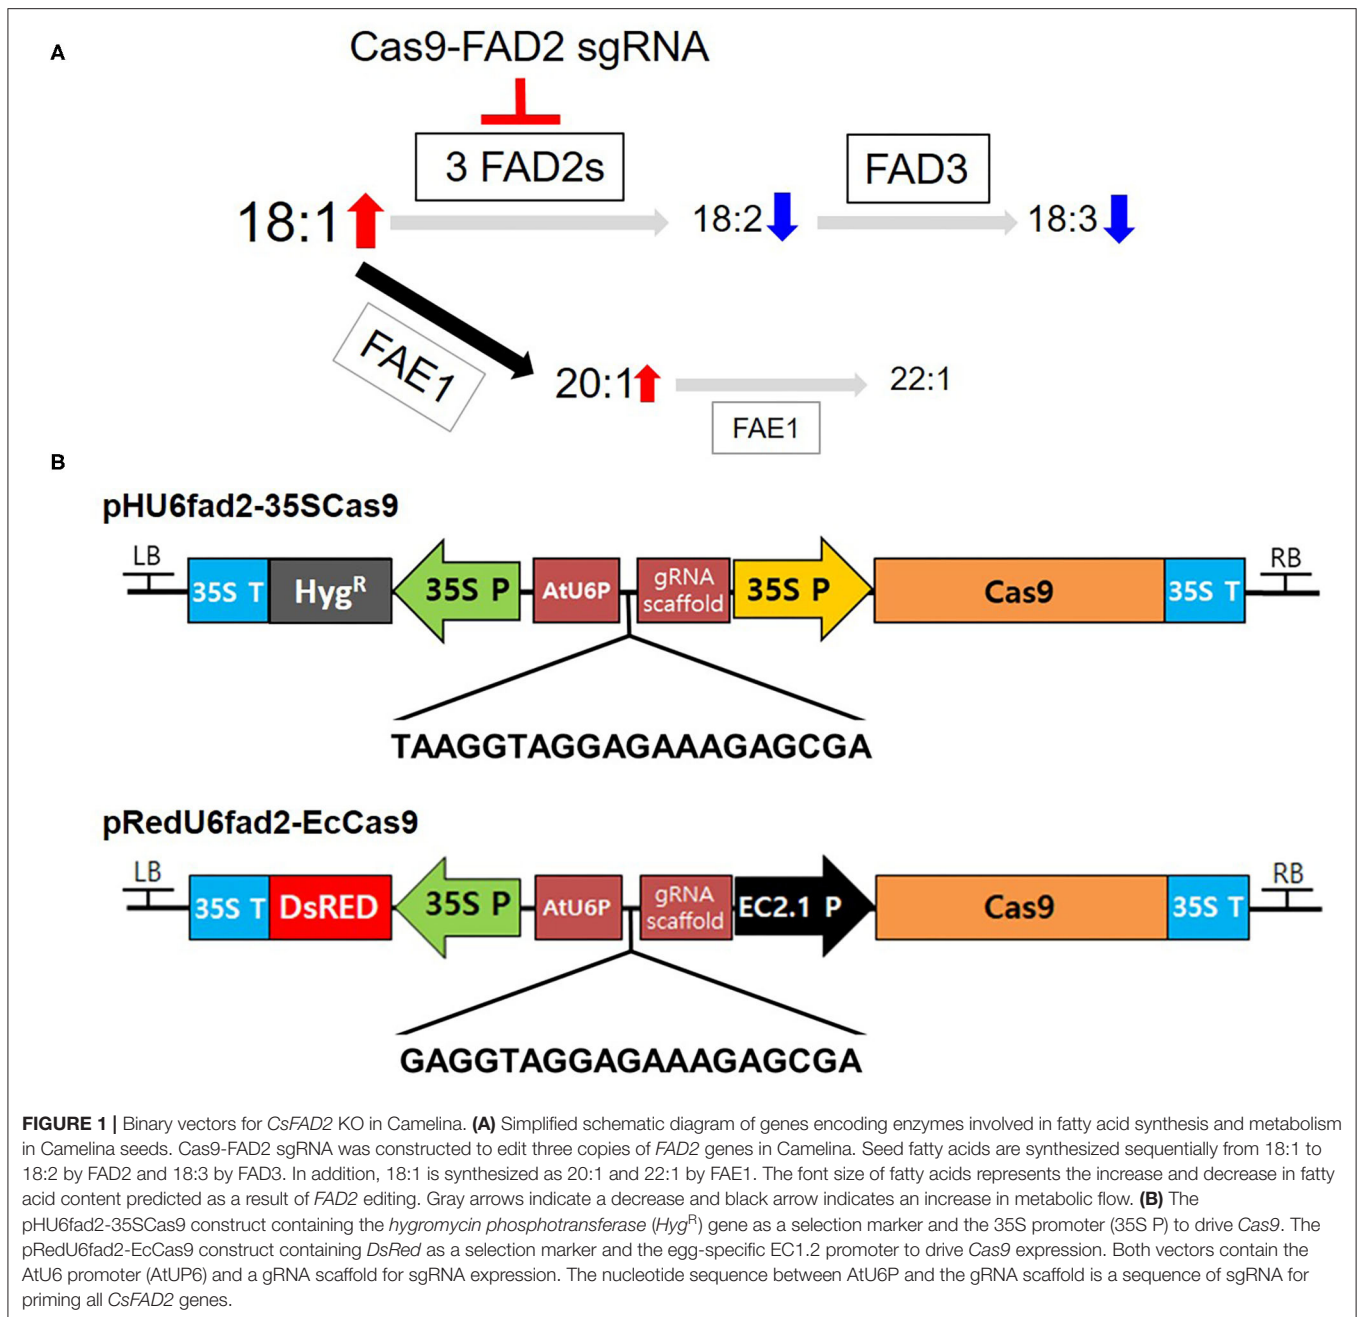 A
Cas9-FAD2 sgRNA
3 FAD2s
FAD3
18:1
18:2
18:3
FAE1
20:1
22:1
FAE1
B
pHU6fad2-35SCas9
LB
RB
35S T
Hyg^R
35S P
AtU6P
gRNA
scaffold
35S P
Cas9
35S T
TAAGGTAGGAGAAAGAGCGA
pRedU6fad2-EcCas9
LB
RB
35S T
DsRED
35S P
AtU6P
gRNA
scaffold
EC2.1 P
Cas9
35S T
GAGGTAGGAGAAAGAGCGA
FIGURE 1 | Binary vectors for CsFAD2 KO in Camelina. (A) Simplified schematic diagram of genes encoding enzymes involved in fatty acid synthesis and metabolism
in Camelina seeds. Cas9-FAD2 sgRNA was constructed to edit three copies of FAD2 genes in Camelina. Seed fatty acids are synthesized sequentially from 18:1 to
18:2 by FAD2 and 18:3 by FAD3. In addition, 18:1 is synthesized as 20:1 and 22:1 by FAE1. The font size of fatty acids represents the increase and decrease in fatty
acid content predicted as a result of FAD2 editing. Gray arrows indicate a decrease and black arrow indicates an increase in metabolic flow. (B) The
pHU6fad2-35SCas9 construct containing the hygromycin phosphotransferase (Hyg^R) gene as a selection marker and the 35S promoter (35S P) to drive Cas9. The
pRedU6fad2-EcCas9 construct containing DsRed as a selection marker and the egg-specific EC1.2 promoter to drive Cas9 expression. Both vectors contain the
AtU6 promoter (AtUP6) and a gRNA scaffold for sgRNA expression. The nucleotide sequence between AtU6P and the gRNA scaffold is a sequence of sgRNA for
priming all CsFAD2 genes.